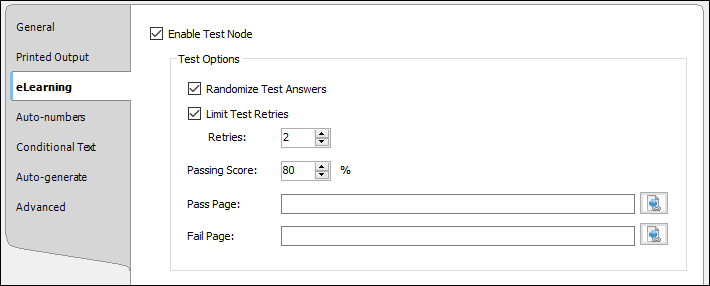 General
Printed Output
eLearning
Auto-numbers
Conditional Text
Auto-generate
Advanced
Enable Test Node
Test Options
Randomize Test Answers
Limit Test Retries
Retries: 2
Passing Score: 80 %
Pass Page:
Fail Page: